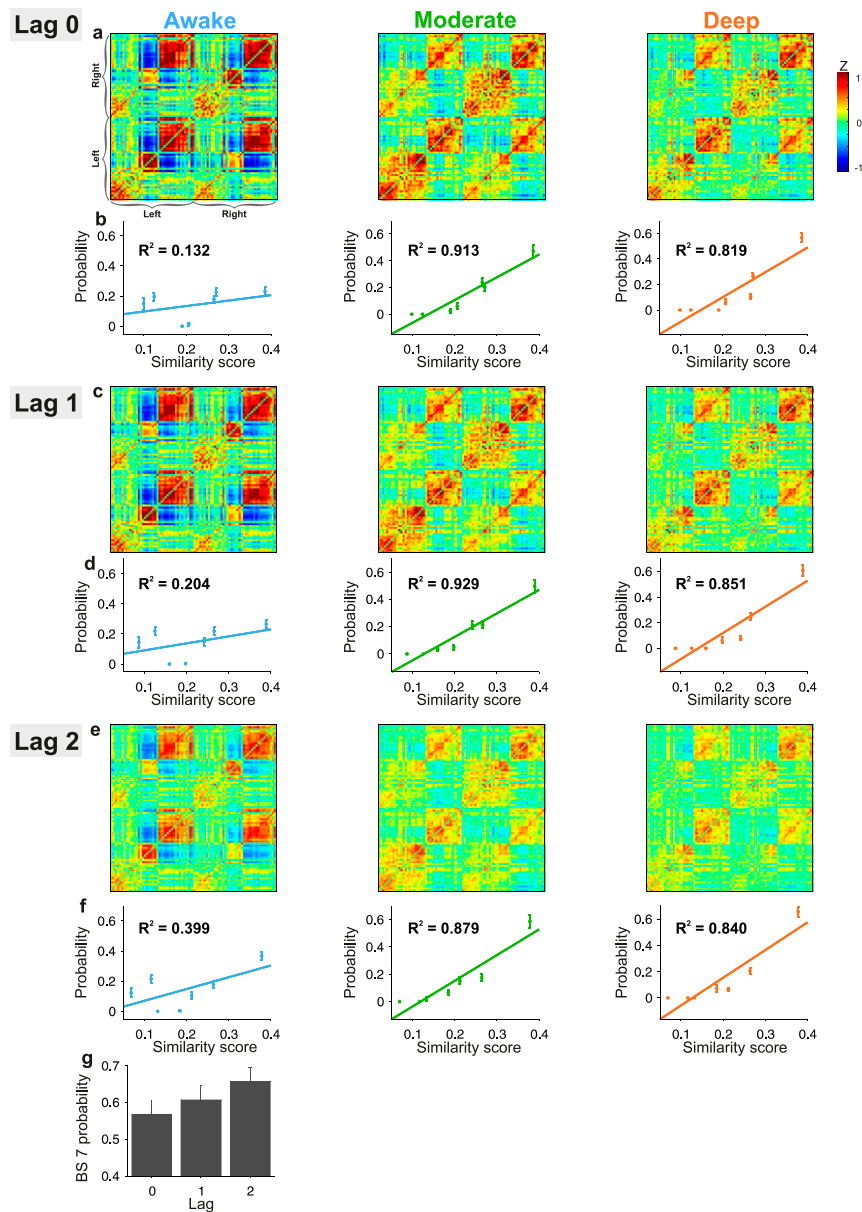 Lag 0
Awake
Moderate
Deep
a
Right
Left
Left
Right
Z
1
0
-1
b
Probability
0.6
0.4
0.2
0
R² = 0.132
0.1 0.2 0.3 0.4
Similarity score
Probability
0.6
0.4
0.2
0
R² = 0.913
0.1 0.2 0.3 0.4
Similarity score
Probability
0.6
0.4
0.2
0
R² = 0.819
0.1 0.2 0.3 0.4
Similarity score
Lag 1
c
d
Probability
0.6
0.4
0.2
0
R² = 0.204
0.1 0.2 0.3 0.4
Similarity score
Probability
0.6
0.4
0.2
0
R² = 0.929
0.1 0.2 0.3 0.4
Similarity score
Probability
0.6
0.4
0.2
0
R² = 0.851
0.1 0.2 0.3 0.4
Similarity score
Lag 2
e
f
Probability
0.6
0.4
0.2
0
R² = 0.399
0.1 0.2 0.3 0.4
Similarity score
Probability
0.6
0.4
0.2
0
R² = 0.879
0.1 0.2 0.3 0.4
Similarity score
Probability
0.6
0.4
0.2
0
R² = 0.840
0.1 0.2 0.3 0.4
Similarity score
g
BS 7 probability
0.7
0.6
0.5
0.4
0 1 2
Lag